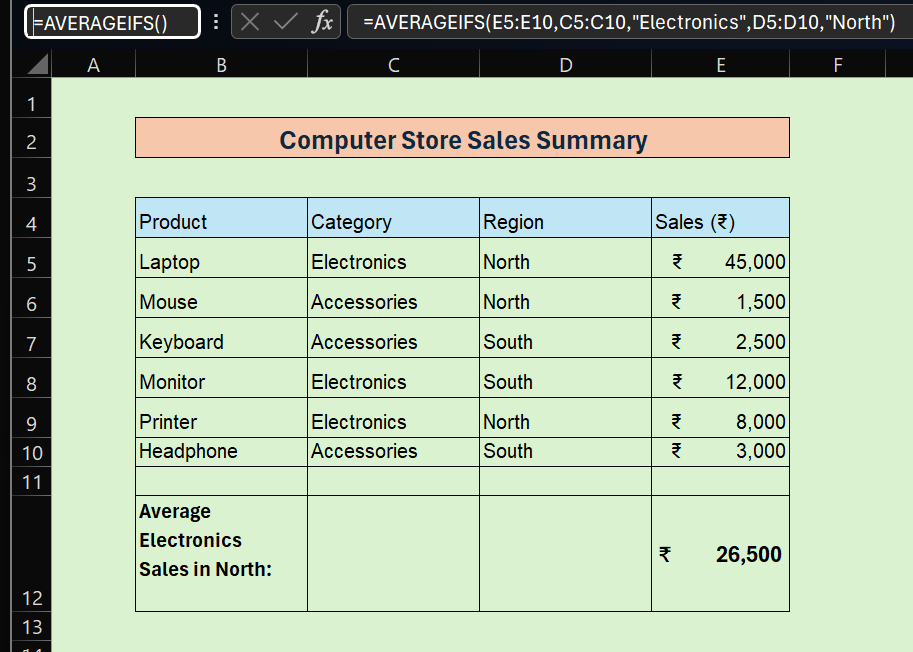 =AVERAGEIFS() fx =AVERAGEIFS(E5:E10,C5:C10,"Electronics",D5:D10,"North")
A B C D E F
1
2 Computer Store Sales Summary
3
4 Product Category Region Sales (₹)
5 Laptop Electronics North ₹ 45,000
6 Mouse Accessories North ₹ 1,500
7 Keyboard Accessories South ₹ 2,500
8 Monitor Electronics South ₹ 12,000
9 Printer Electronics North ₹ 8,000
10 Headphone Accessories South ₹ 3,000
11
Average
Electronics
Sales in North: ₹ 26,500
12
13